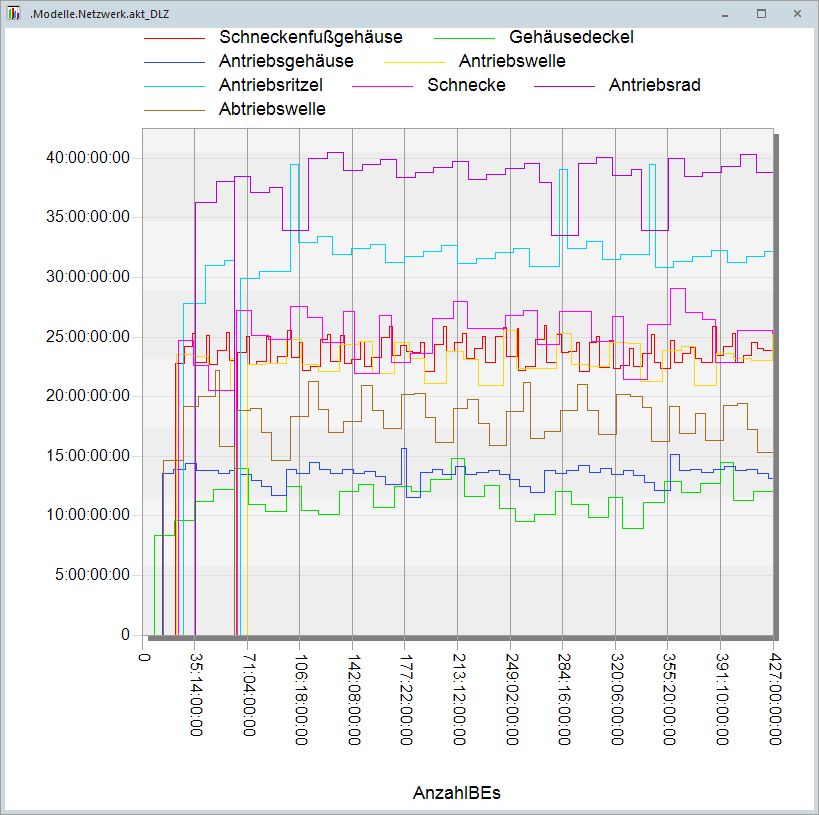 .Modelle.Netzwerk.akt_DLZ
Schneckenfußgehäuse Gehäusedeckel
Antriebsgehäuse Antriebswelle
Antriebsritzel Schnecke Antriebsrad
Abtriebswelle
40:00:00:00
35:00:00:00
30:00:00:00
25:00:00:00
20:00:00:00
15:00:00:00
10:00:00:00
5:00:00:00
0
0 35:14:00:00 71:04:00:00 106:18:00:00 142:08:00:00 177:22:00:00 213:12:00:00 249:02:00:00 284:16:00:00 320:06:00:00 355:20:00:00 391:10:00:00 427:00:00:00
AnzahlBEs